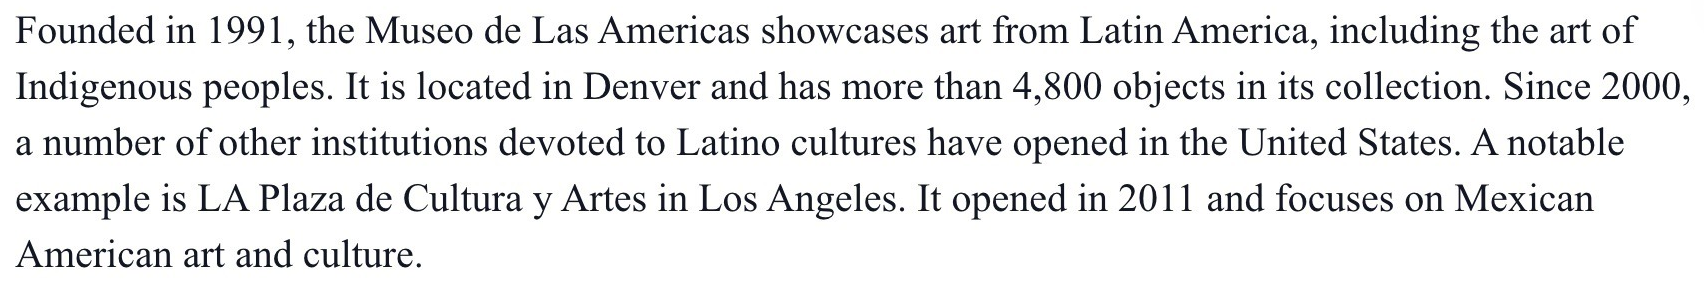 Founded in 1991, the Museo de Las Americas showcases art from Latin America, including the art of
Indigenous peoples. It is located in Denver and has more than 4,800 objects in its collection. Since 2000,
a number of other institutions devoted to Latino cultures have opened in the United States. A notable
example is LA Plaza de Cultura y Artes in Los Angeles. It opened in 2011 and focuses on Mexican
American art and culture.